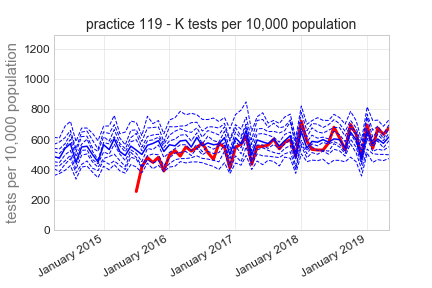 practice 119 - K tests per 10,000 population
tests per 10,000 population
1200
1000
800
600
400
200
0
January 2015
January 2016
January 2017
January 2018
January 2019